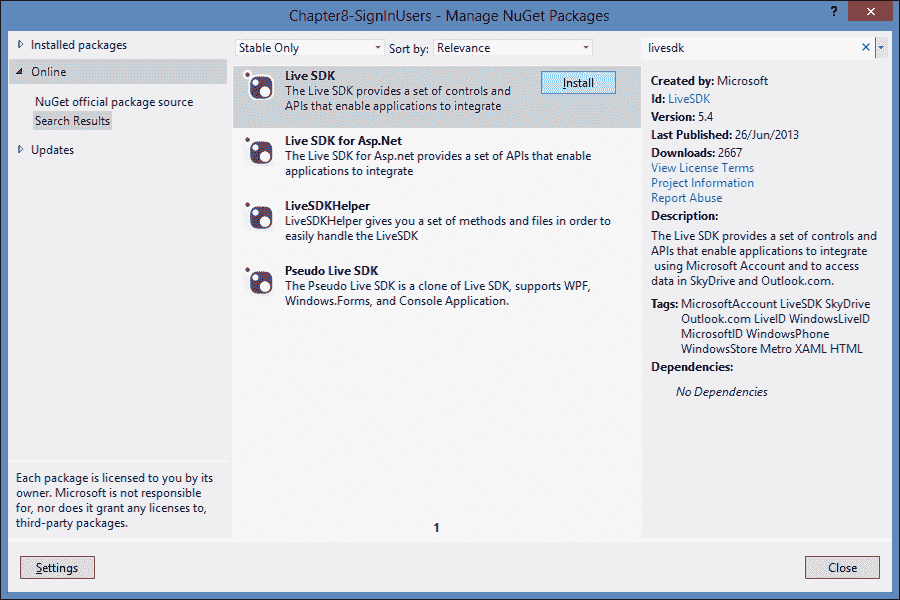 Chapter8-SignInUsers - Manage NuGet Packages
?
Installed packages
Online
NuGet official package source
Search Results
Updates
Each package is licensed to you by its
owner. Microsoft is not responsible
for, nor does it grant any licenses to,
third-party packages.
Settings
Stable Only
Sort by: Relevance
Live SDK
The Live SDK provides a set of controls and
APIs that enable applications to integrate
Install
Live SDK for Asp.Net
The Live SDK for Asp.net provides a set of APIs that enable
applications to integrate
LiveSDKHelper
LiveSDKHelper gives you a set of methods and files in order to
easily handle the LiveSDK
Pseudo Live SDK
The Pseudo Live SDK is a clone of Live SDK, supports WPF,
Windows.Forms, and Console Application.
1
livesdk
Created by: Microsoft
Id: LiveSDK
Version: 5.4
Last Published: 26/Jun/2013
Downloads: 2667
View License Terms
Project Information
Report Abuse
Description:
The Live SDK provides a set of controls and
APIs that enable applications to integrate
using Microsoft Account and to access
data in SkyDrive and Outlook.com.
Tags: MicrosoftAccount LiveSDK SkyDrive
Outlook.com LiveID WindowsLiveID
MicrosoftID WindowsPhone
WindowsStore Metro XAML HTML
Dependencies:
No Dependencies
Close